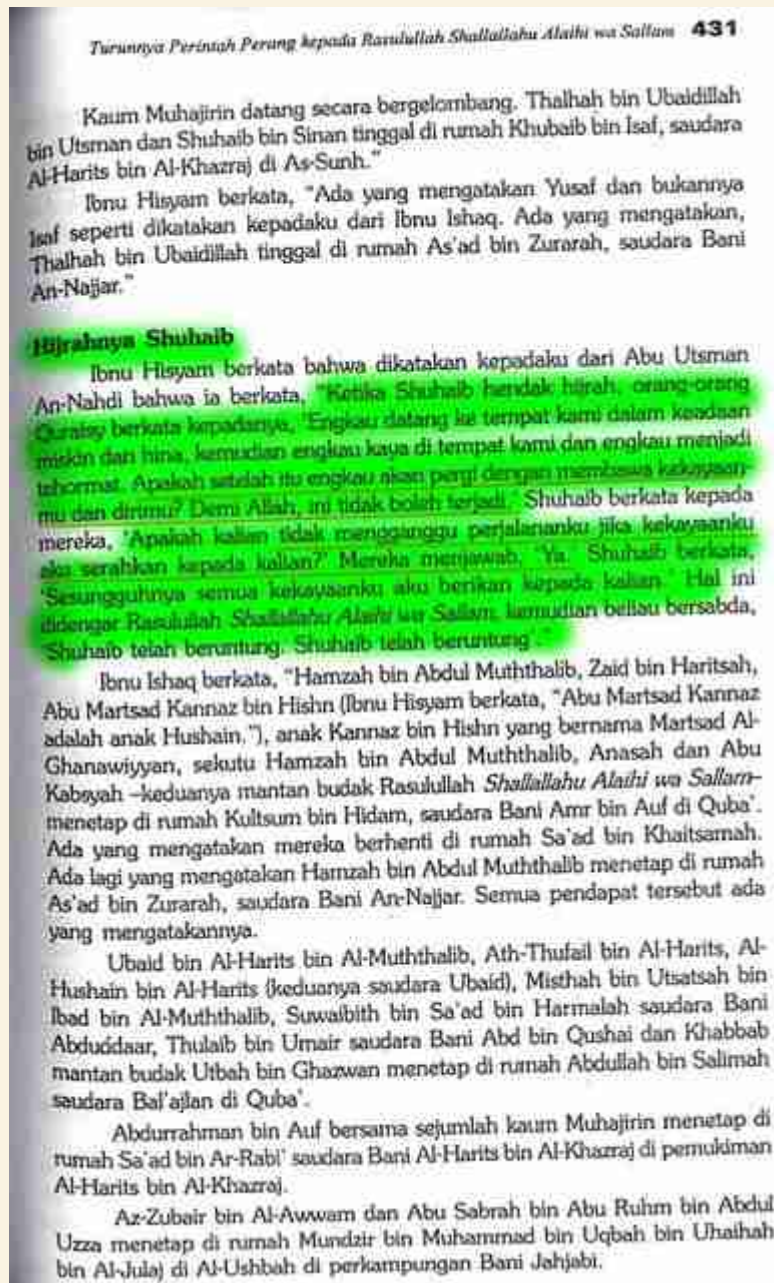 Turunnya Perintah Perang kepada Rasulullah Shallallahu Alaihi wa Sallam 431
Kaum Muhajirin datang secara bergelombang. Thalhah bin Ubaidillah
bin Utsman dan Shuhaib bin Sinan tinggal di rumah Khubaib bin Isaf, saudara
Al-Harits bin Al-Khazraj di As-Sunh."
Ibnu Hisyam berkata, "Ada yang mengatakan Yusaf dan bukannya
Isaf seperti dikatakan kepadaku dari Ibnu Ishaq. Ada yang mengatakan,
Thalhah bin Ubaidillah tinggal di rumah As'ad bin Zurarah, saudara Bani
An-Najjar."
Hijrahnya Shuhaib
Ibnu Hisyam berkata bahwa dikatakan kepadaku dari Abu Utsman
An-Nahdi bahwa ia berkata, "Ketika Shuhaib hendak hijrah, orang-orang
Quraisy berkata kepadanya, 'Engkau datang ke tempat kami dalam keadaan
miskin dan hina, kemudian engkau kaya di tempat kami dan engkau menjadi
tehormat. Apakah setelah itu engkau akan pergi dengan membawa kekayaan-
mu dan dirimu? Demi Allah, ini tidak boleh terjadi.' Shuhaib berkata kepada
mereka, 'Apakah kalian tidak mengganggu perjalananku jika kekayaanku
aku serahkan kepada kalian?' Mereka menjawab, 'Ya.' Shuhaib berkata,
'Sesungguhnya semua kekayaanku aku berikan kepada kalian.' Hal ini
didengar Rasulullah Shallallahu Alaihi wa Sallam, kemudian beliau bersabda,
'Shuhaib telah beruntung. Shuhaib telah beruntung'."
Ibnu Ishaq berkata, "Hamzah bin Abdul Muththalib, Zaid bin Haritsah,
Abu Martsad Kannaz bin Hishn (Ibnu Hisyam berkata, "Abu Martsad Kannaz
adalah anak Hushain."), anak Kannaz bin Hishn yang bernama Martsad Al-
Ghanawiyyan, sekutu Hamzah bin Abdul Muththalib, Anasah dan Abu
Kabsyah –keduanya mantan budak Rasulullah Shallallahu Alaihi wa Sallam–
menetap di rumah Kultsum bin Hidam, saudara Bani Amr bin Auf di Quba'.
Ada yang mengatakan mereka berhenti di rumah Sa'ad bin Khaitsamah.
Ada lagi yang mengatakan Hamzah bin Abdul Muththalib menetap di rumah
As'ad bin Zurarah, saudara Bani An-Najjar. Semua pendapat tersebut ada
yang mengatakannya.
Ubaid bin Al-Harits bin Al-Muththalib, Ath-Thufail bin Al-Harits, Al-
Hushain bin Al-Harits (keduanya saudara Ubaid), Misthah bin Utsatsah bin
Ibad bin Al-Muththalib, Suwaibith bin Sa'ad bin Harmalah saudara Bani
Abduddaar, Thulaib bin Umair saudara Bani Abd bin Qushai dan Khabbab
mantan budak Utbah bin Ghazwan menetap di rumah Abdullah bin Salimah
saudara Bal'ajlan di Quba'.
Abdurrahman bin Auf bersama sejumlah kaum Muhajirin menetap di
rumah Sa'ad bin Ar-Rabi' saudara Bani Al-Harits bin Al-Khazraj di pemukiman
Al-Harits bin Al-Khazraj.
Az-Zubair bin Al-Awwam dan Abu Sabrah bin Abu Ruhm bin Abdul
Uzza menetap di rumah Mundzir bin Muhammad bin Uqbah bin Uhaihah
bin Al-Julaj di Al-Ushbah di perkampungan Bani Jahjabi.